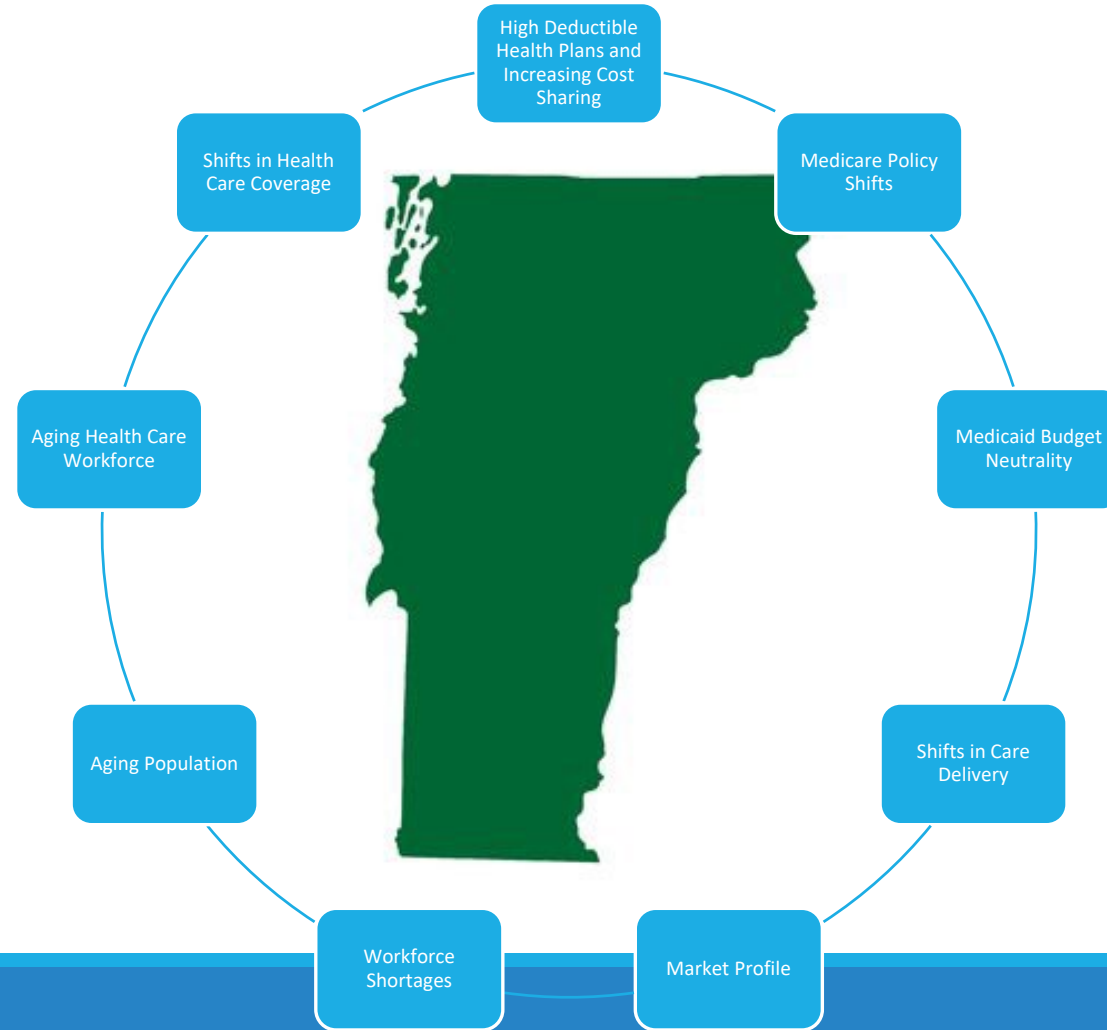 High Deductible
Health Plans and
Increasing Cost
Sharing
Medicare Policy
Shifts
Medicaid Budget
Neutrality
Shifts in Care
Delivery
Market Profile
Workforce
Shortages
Aging Population
Aging Health Care
Workforce
Shifts in Health
Care Coverage